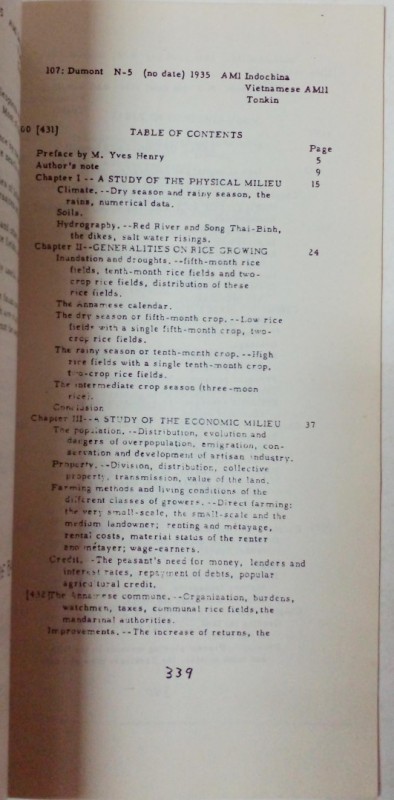 107: Dumont N-5 (no date) 1935 AM1 Indochina
Vietnamese AM11
Tonkin
[431]
TABLE OF CONTENTS
Page
Preface by M. Yves Henry 5
Author's note 9
Chapter I -- A STUDY OF THE PHYSICAL MILIEU 15
Climate. --Dry season and rainy season, the
rains, numerical data.
Soils.
Hydrography. --Red River and Song Thai-Binh,
the dikes, salt water risings.
Chapter II--GENERALITIES ON RICE GROWING 24
Inundation and droughts. --fifth-month rice
fields, tenth-month rice fields and two-
crop rice fields, distribution of these
rice fields.
The Annamese calendar.
The dry season or fifth-month crop. --Low rice
fields with a single fifth-month crop, two-
crop rice fields.
The rainy season or tenth-month crop. --High
rice fields with a single tenth-month crop,
two-crop rice fields.
The intermediate crop season (three-moon
rice).
Conclusion
Chapter III--A STUDY OF THE ECONOMIC MILIEU 37
The population. --Distribution, evolution and
dangers of overpopulation, emigration, con-
servation and development of artisan industry.
Property. --Division, distribution, collective
property, transmission, value of the land.
Farming methods and living conditions of the
different classes of growers. --Direct farming:
the very small-scale, the small-scale and the
medium landowner; renting and métayage,
rental costs, material status of the renter
and métayer; wage-earners.
Credit. -The peasant's need for money, lenders and
interest rates, repayment of debts, popular
agricultural credit.
[432]The Annamese commune. --Organization, burdens,
watchmen, taxes, communal rice fields, the
mandarinal authorities.
Improvements. --The increase of returns, the
339